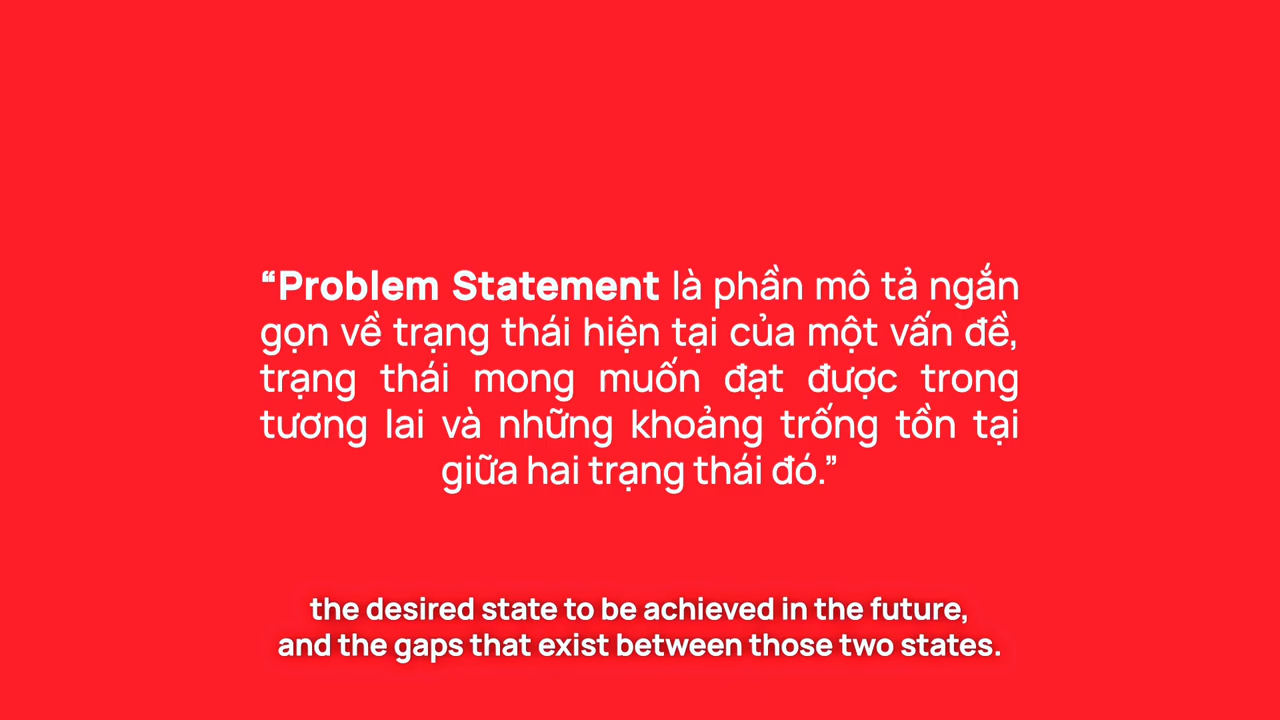 “Problem Statement là phần mô tả ngắn
gọn về trạng thái hiện tại của một vấn đề,
trạng thái mong muốn đạt được trong
tương lai và những khoảng trống tồn tại
giữa hai trạng thái đó.”
the desired state to be achieved in the future,
and the gaps that exist between those two states.